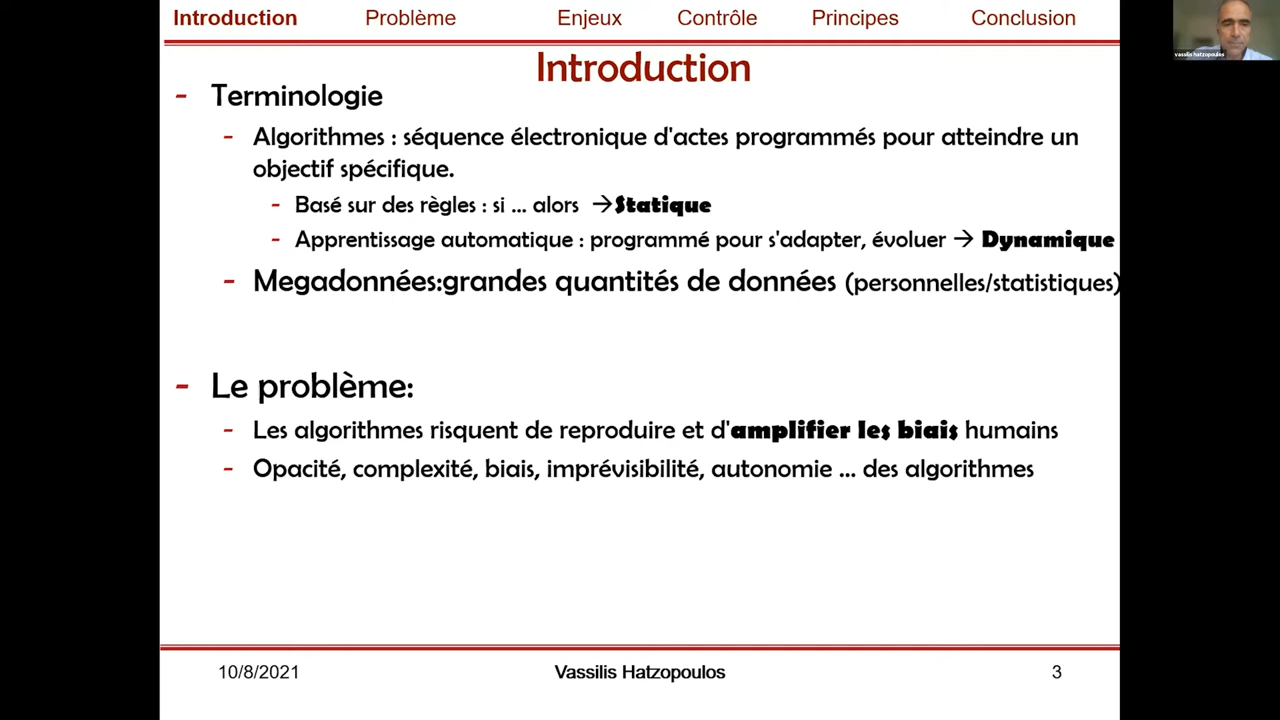 Introduction Problème Enjeux Contrôle Principes Conclusion
vassilis hatzopoulos
Introduction
- Terminologie
- Algorithmes : séquence électronique d'actes programmés pour atteindre un
objectif spécifique.
- Basé sur des règles : si ... alors →Statique
- Apprentissage automatique : programmé pour s'adapter, évoluer → Dynamique
- Megadonnées:grandes quantités de données (personnelles/statistiques)
- Le problème:
- Les algorithmes risquent de reproduire et d'amplifier les biais humains
- Opacité, complexité, biais, imprévisibilité, autonomie ... des algorithmes
10/8/2021 Vassilis Hatzopoulos 3